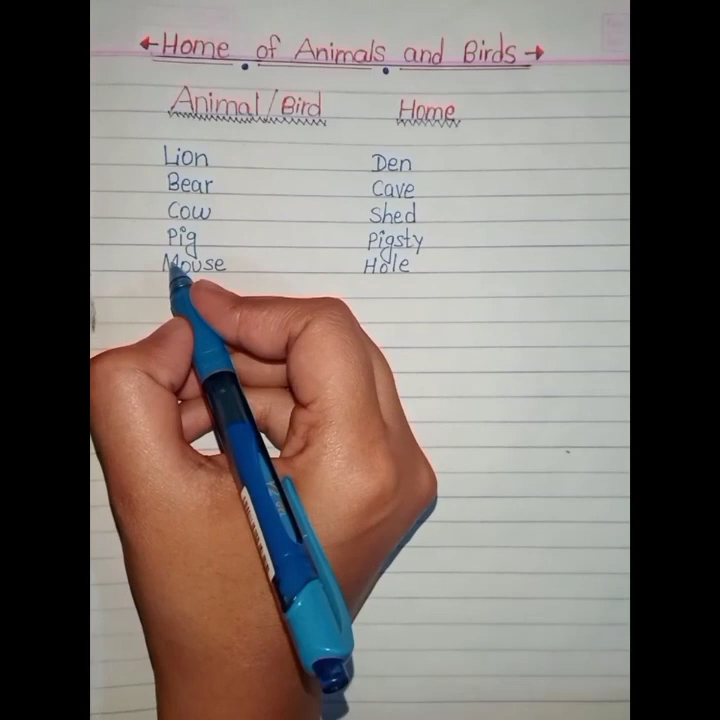 Home of Animals and Birds
Animal/Bird Home
Lion Den
Bear Cave
Cow Shed
Pig Pigsty
Mouse Hole